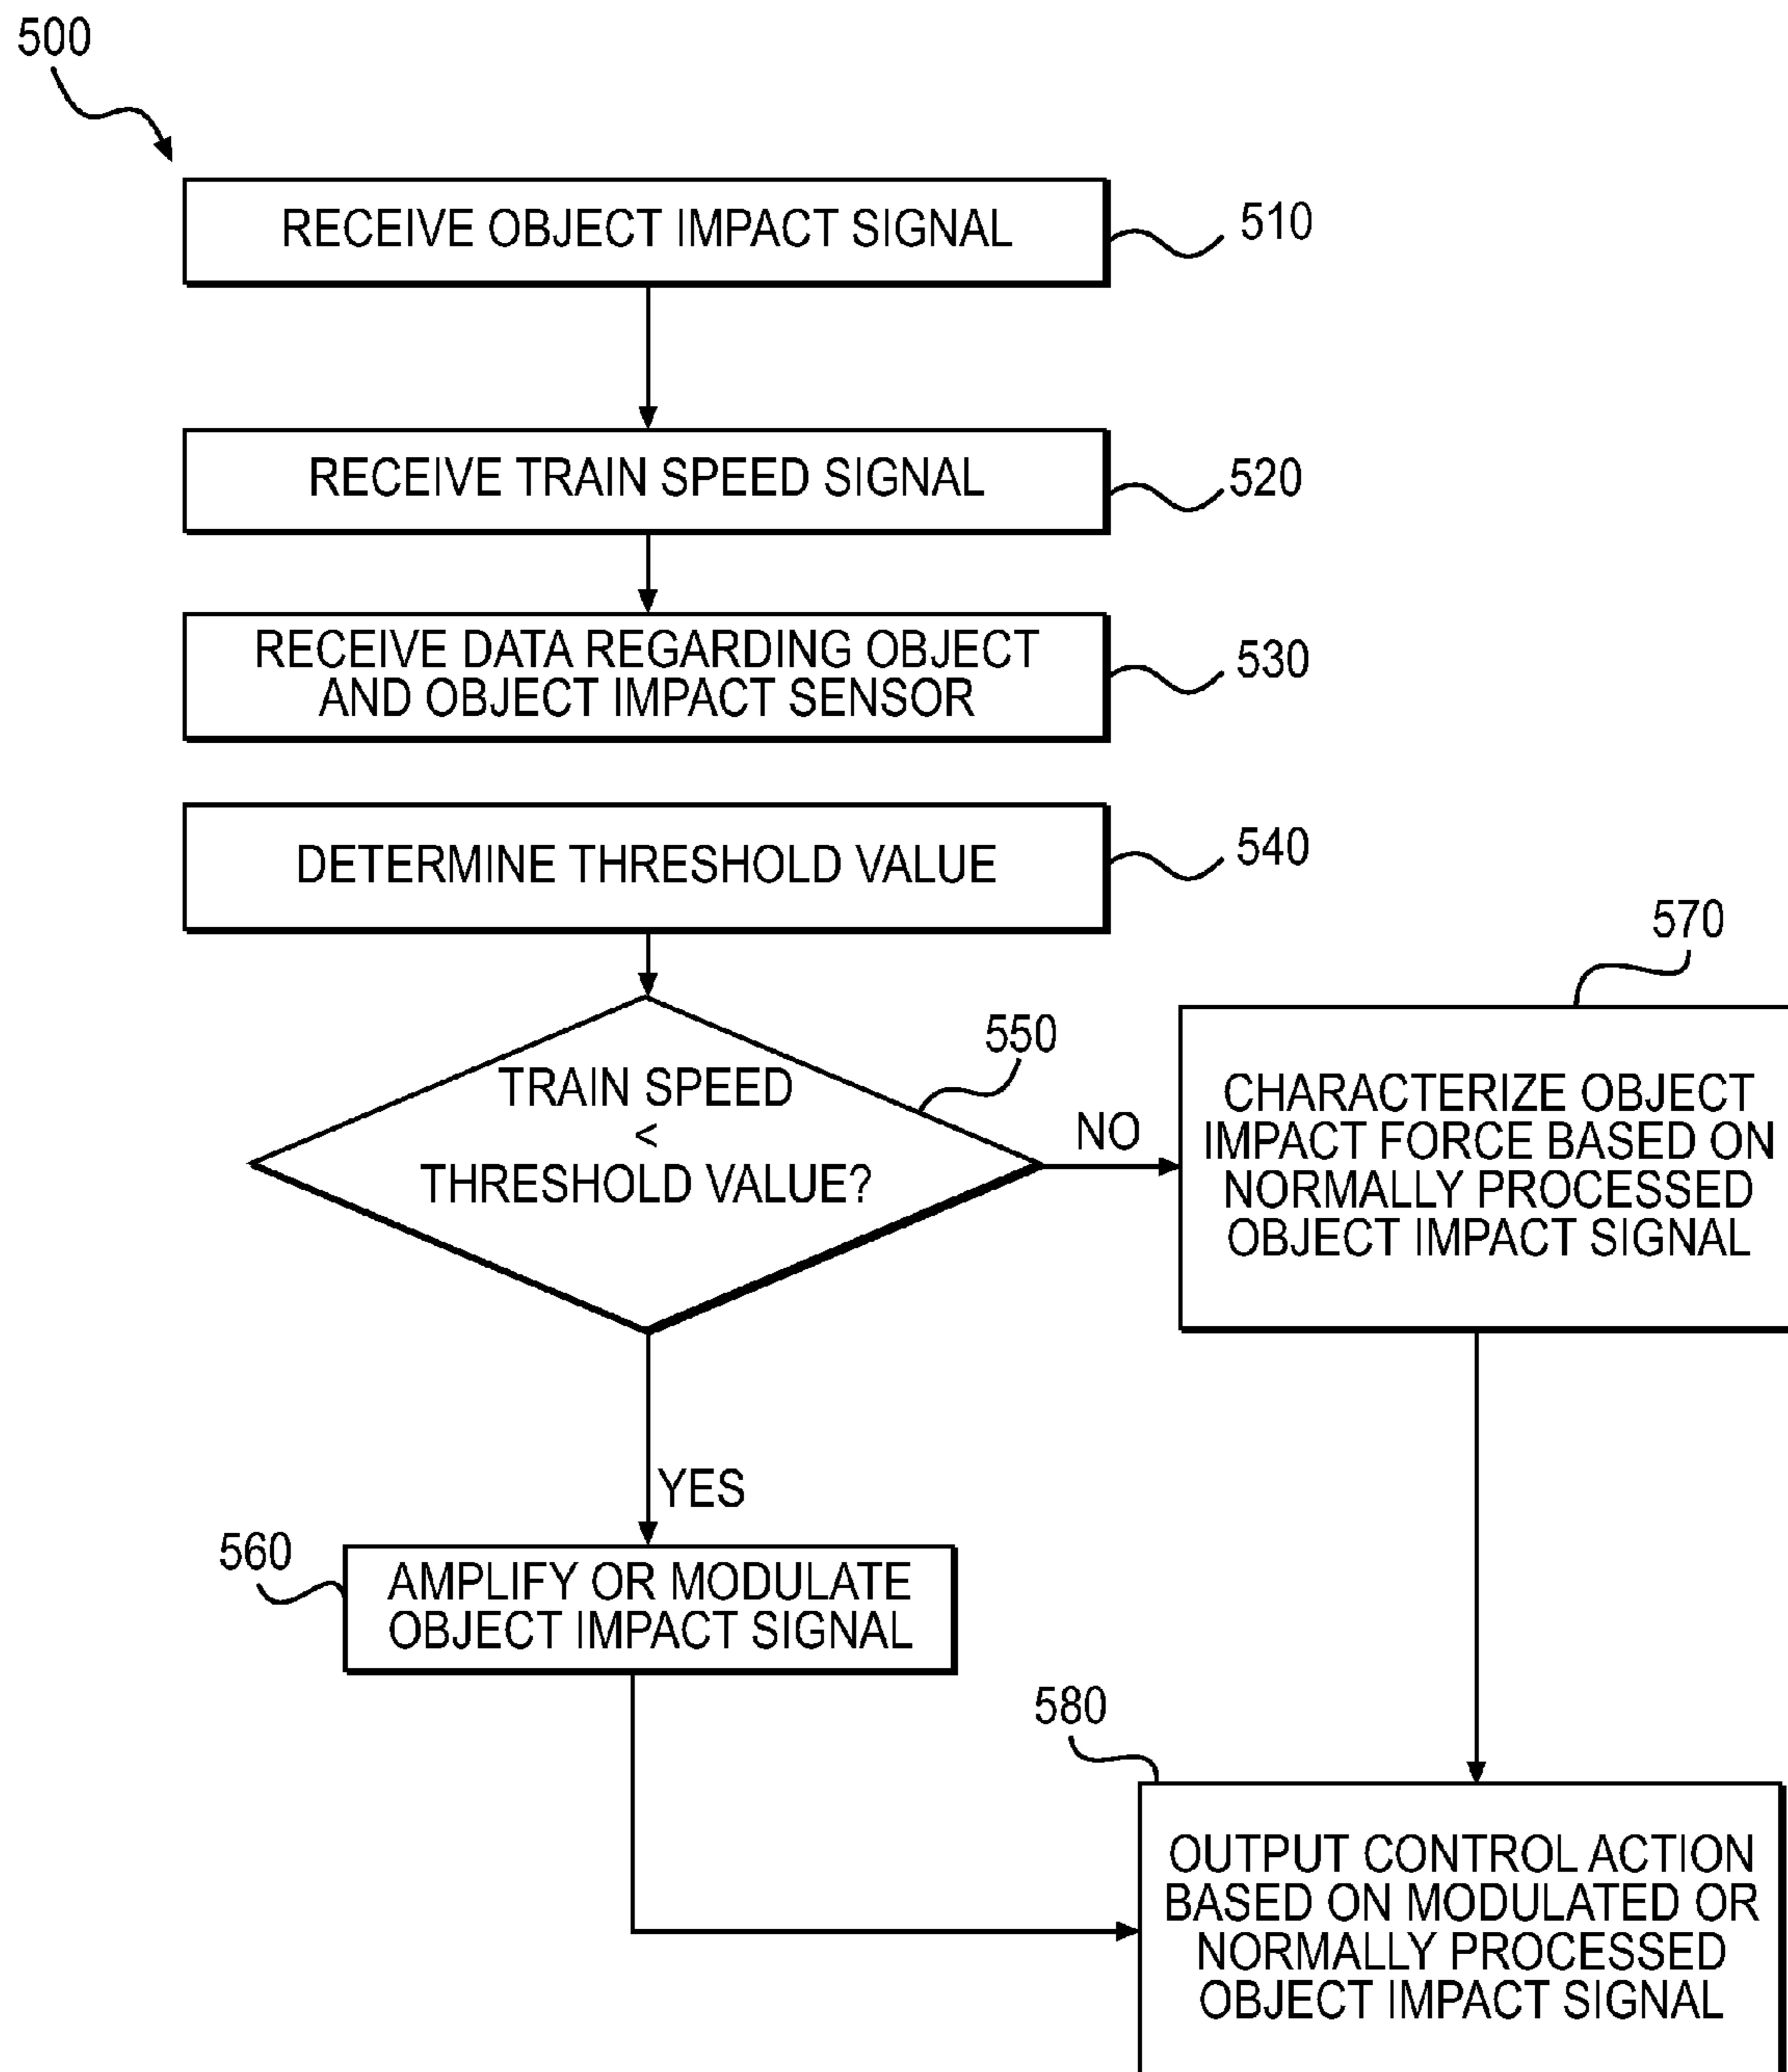 500
RECEIVE OBJECT IMPACT SIGNAL
510
RECEIVE TRAIN SPEED SIGNAL
520
RECEIVE DATA REGARDING OBJECT
AND OBJECT IMPACT SENSOR
530
DETERMINE THRESHOLD VALUE
540
TRAIN SPEED
<
THRESHOLD VALUE?
550
NO
570
CHARACTERIZE OBJECT
IMPACT FORCE BASED ON
NORMALLY PROCESSED
OBJECT IMPACT SIGNAL
YES
560
AMPLIFY OR MODULATE
OBJECT IMPACT SIGNAL
580
OUTPUT CONTROL ACTION
BASED ON MODULATED OR
NORMALLY PROCESSED
OBJECT IMPACT SIGNAL